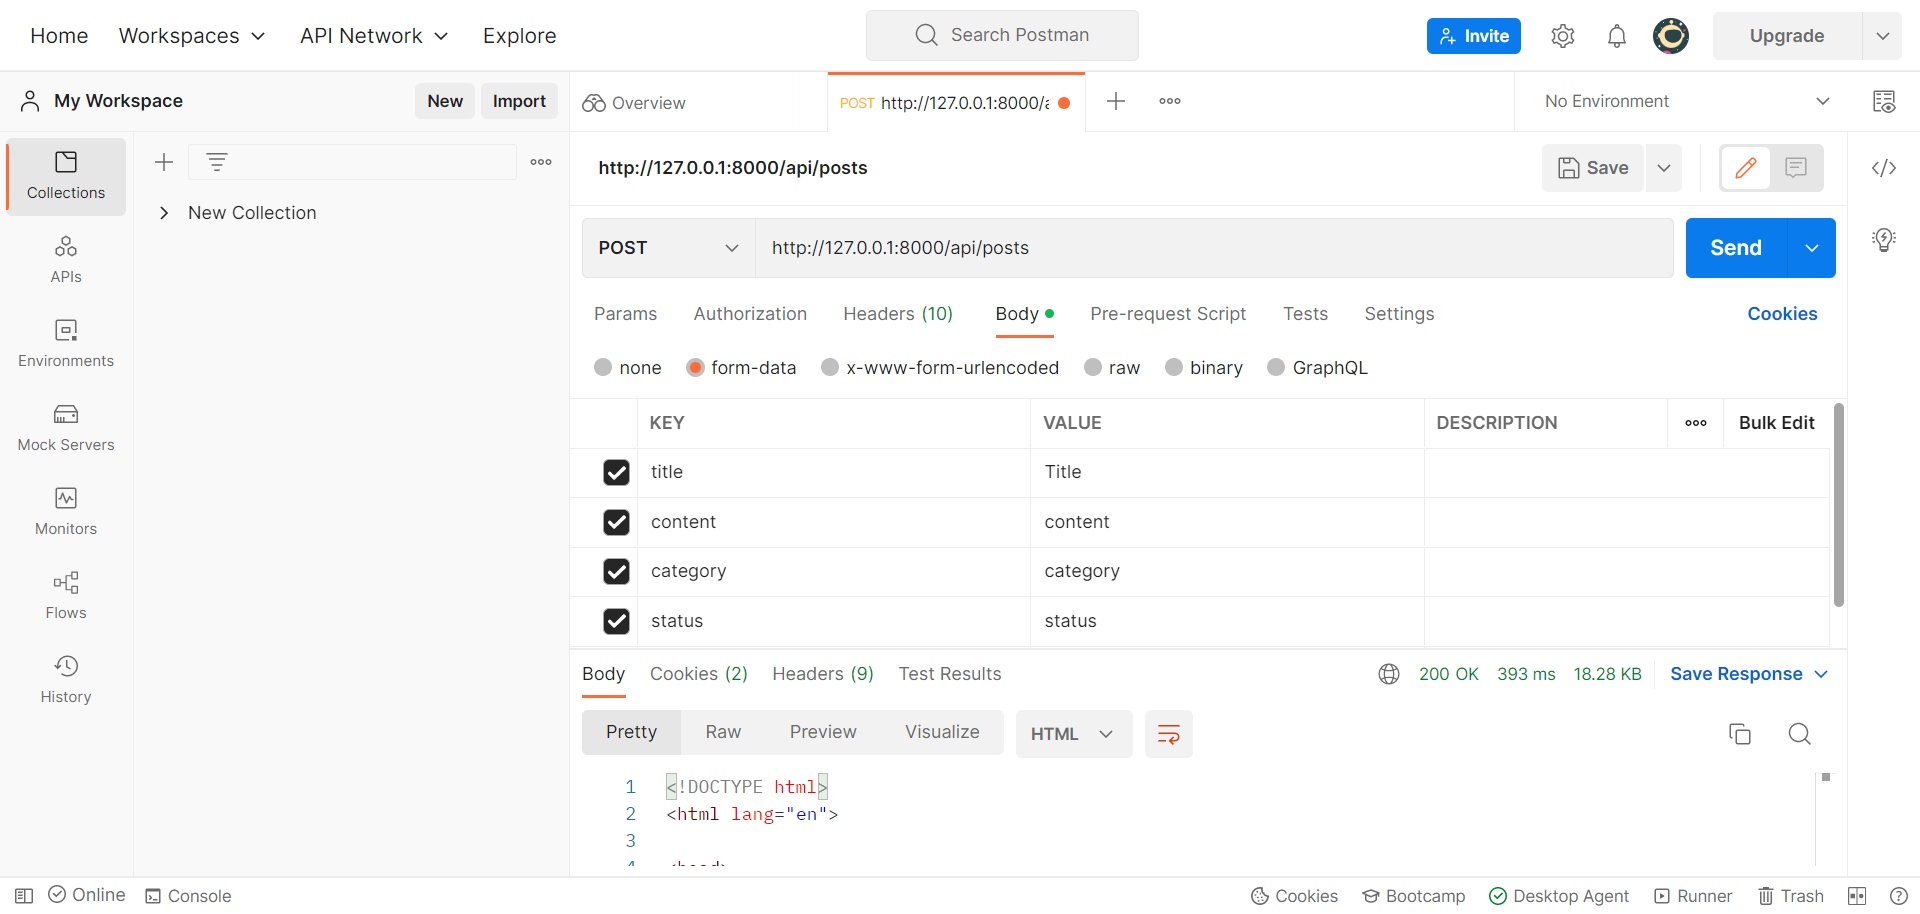 Home Workspaces API Network Explore Search Postman Invite Upgrade
My Workspace New Import Overview POST http://127.0.0.1:8000/a No Environment
http://127.0.0.1:8000/api/posts Save
Collections
New Collection
POST http://127.0.0.1:8000/api/posts Send
APIs
Params Authorization Headers (10) Body Pre-request Script Tests Settings Cookies
Environments
none form-data x-www-form-urlencoded raw binary GraphQL
KEY VALUE DESCRIPTION Bulk Edit
Mock Servers
title Title
Monitors
content content
category category
Flows
status status
History
Body Cookies (2) Headers (9) Test Results 200 OK 393 ms 18.28 KB Save Response
Pretty Raw Preview Visualize HTML
1 <!DOCTYPE html>
2 <html lang="en">
3
4 <head>
Online Console Cookies Bootcamp Desktop Agent Runner Trash